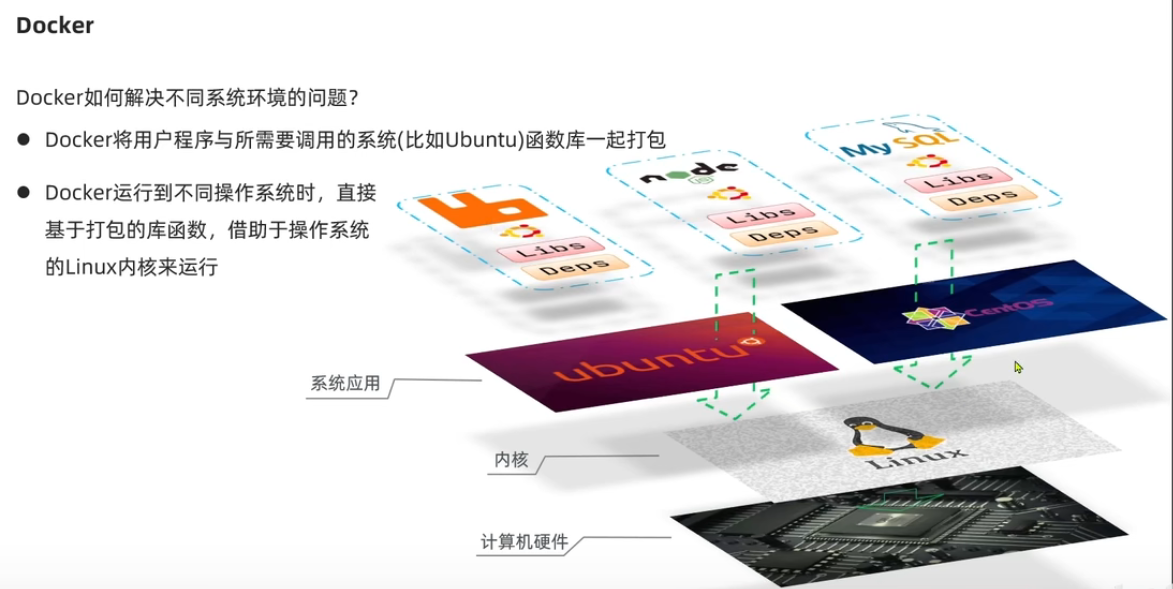 Docker
Docker如何解决不同系统环境的问题?
● Docker将用户程序与所需要调用的系统(比如Ubuntu)函数库一起打包
● Docker运行到不同操作系统时，直接
基于打包的库函数，借助于操作系统
的Linux内核来运行
Libs
Deps
node
JS
Libs
Deps
MySQL
Libs
Deps
ubuntu
CentOS
系统应用
内核
Linux
计算机硬件